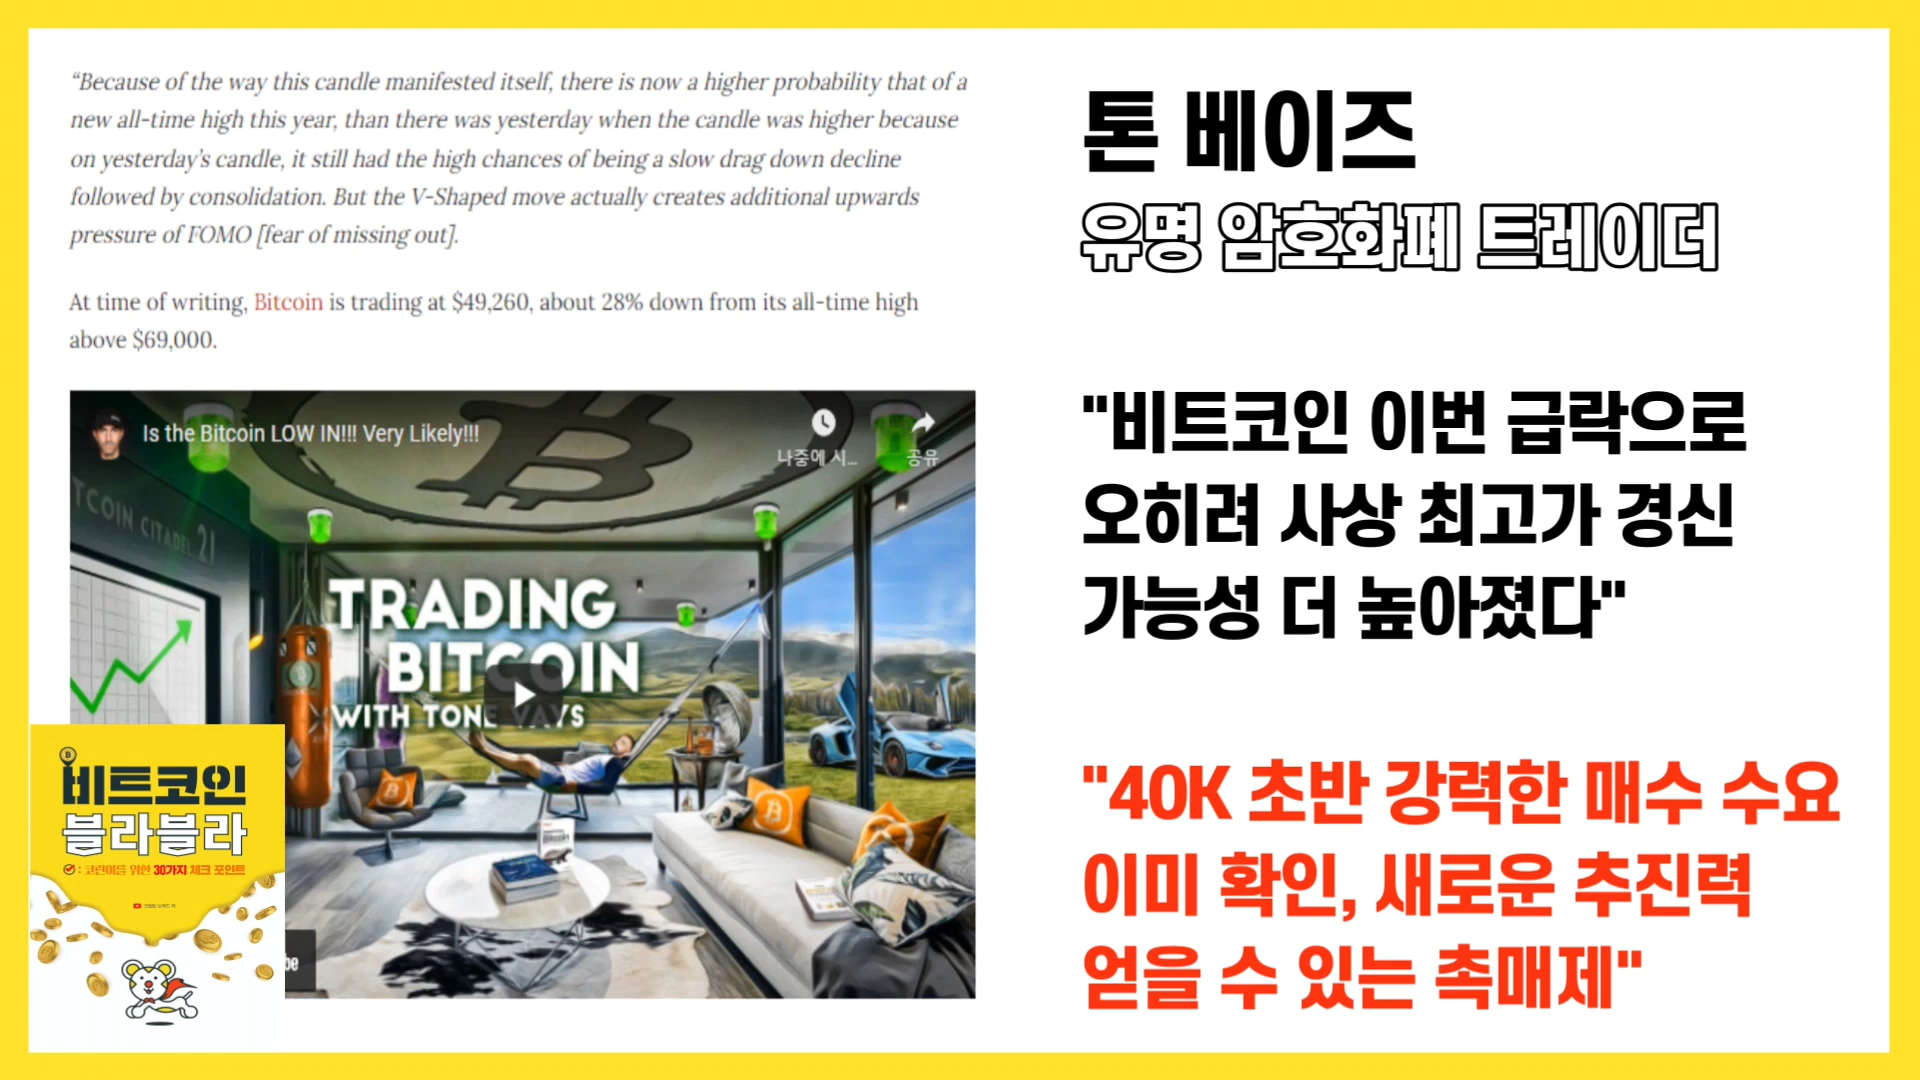 “Because of the way this candle manifested itself, there is now a higher probability that of a
new all-time high this year, than there was yesterday when the candle was higher because
on yesterday’s candle, it still had the high chances of being a slow drag down decline
followed by consolidation. But the V-Shaped move actually creates additional upwards
pressure of FOMO [fear of missing out].
At time of writing, Bitcoin is trading at $49,260, about 28% down from its all-time high
above $69,000.
Is the Bitcoin LOW IN!!! Very Likely!!!
나중에 시...
공유
TCOIN CITADEL 21
TRADING
BITCOIN
WITH TONE VAYS
비트코인
블라블라
: 코린이를 위한 30가지 체크 포인트
be
톤 베이즈
유명 암호화폐 트레이더
"비트코인 이번 급락으로
오히려 사상 최고가 경신
가능성 더 높아졌다"
"40K 초반 강력한 매수 수요
이미 확인, 새로운 추진력
얻을 수 있는 촉매제"